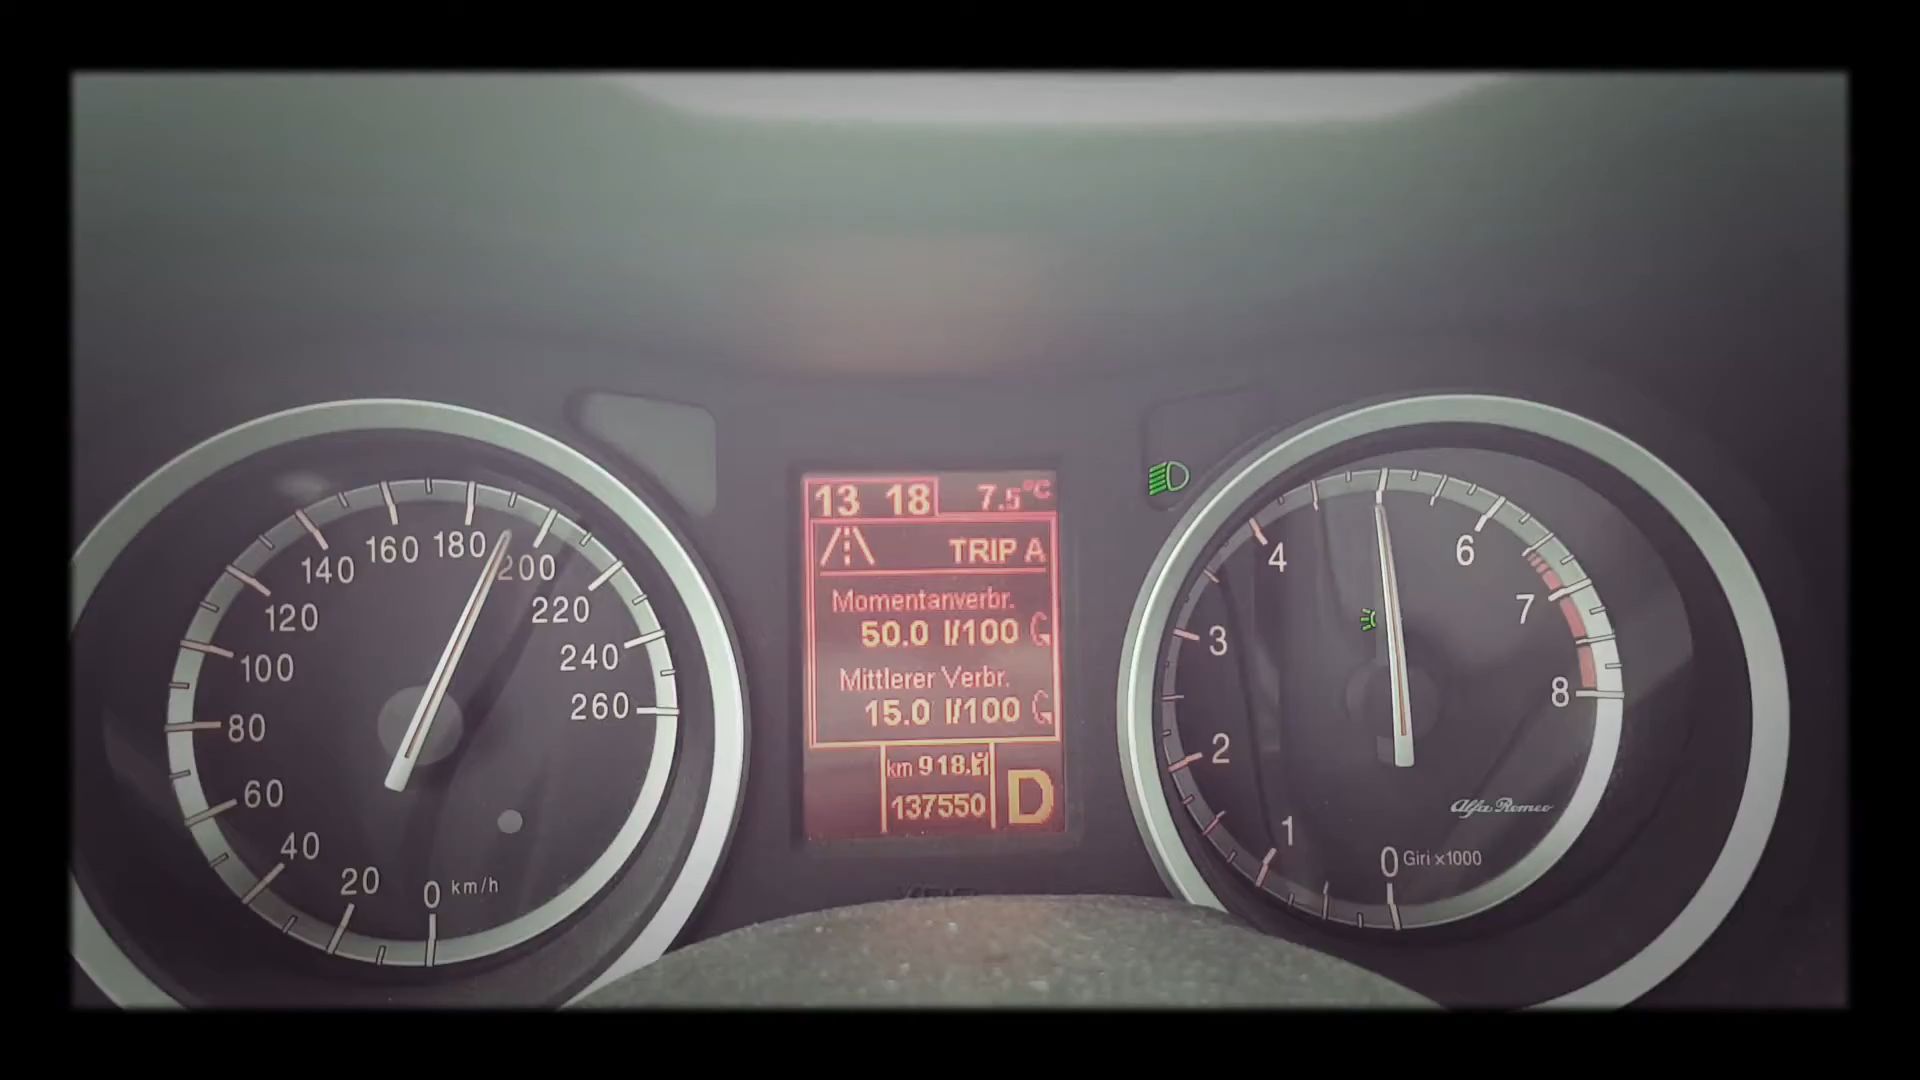 13 18 7.5°C
TRIP A
Momentanverbr.
50.0 l/100
Mittlerer Verbr.
15.0 l/100
km 918.
137550
D
0 km/h
20
40
60
80
100
120
140
160
180
200
220
240
260
0 Giri x1000
1
2
3
4
6
7
8
Alfa Romeo